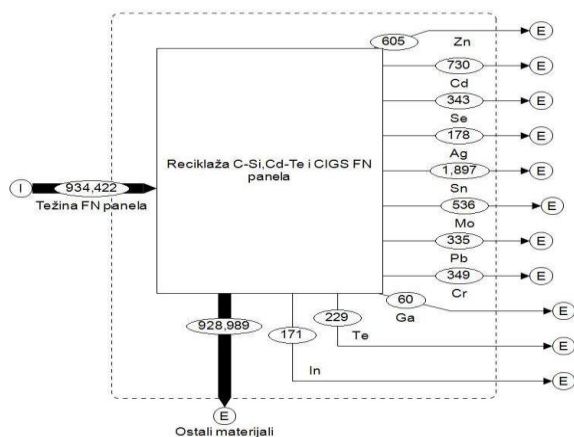 605
E
Zn
730
E
Cd
343
E
Se
178
E
Ag
Reciklaža C-Si,Cd-Te i CIGS FN
panela
1,897
E
Sn
I
934,422
Težina FN panela
536
E
Mo
335
E
Pb
349
E
Cr
60
E
Ga
928,989
171
229
E
Te
E
In
E
Ostali materijali